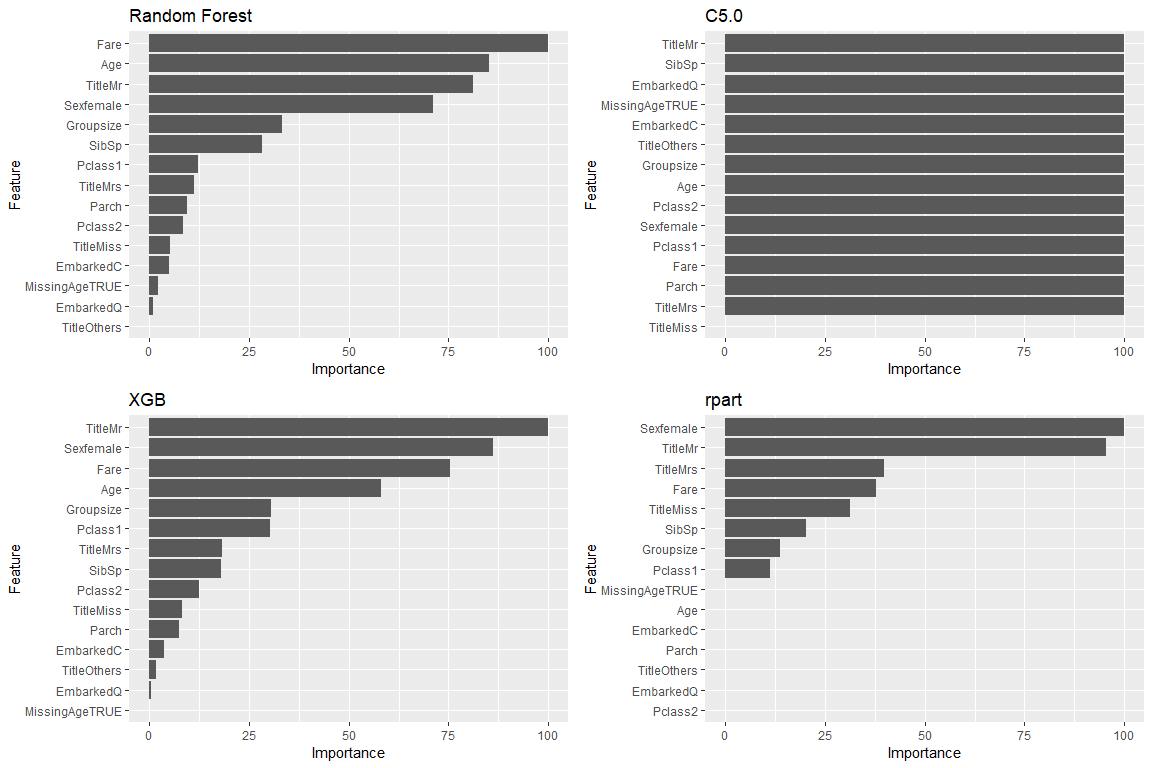 Random Forest
Feature
Fare
Age
TitleMr
Sexfemale
Groupsize
SibSp
Pclass1
TitleMrs
Parch
Pclass2
TitleMiss
EmbarkedC
MissingAgeTRUE
EmbarkedQ
TitleOthers
0 25 50 75 100
Importance
C5.0
Feature
TitleMr
SibSp
EmbarkedQ
MissingAgeTRUE
EmbarkedC
TitleOthers
Groupsize
Age
Pclass2
Sexfemale
Pclass1
Fare
Parch
TitleMrs
TitleMiss
0 25 50 75 100
Importance
XGB
Feature
TitleMr
Sexfemale
Fare
Age
Groupsize
Pclass1
TitleMrs
SibSp
Pclass2
TitleMiss
Parch
EmbarkedC
TitleOthers
EmbarkedQ
MissingAgeTRUE
0 25 50 75 100
Importance
rpart
Feature
Sexfemale
TitleMr
TitleMrs
Fare
TitleMiss
SibSp
Groupsize
Pclass1
MissingAgeTRUE
Age
EmbarkedC
Parch
TitleOthers
EmbarkedQ
Pclass2
0 25 50 75 100
Importance